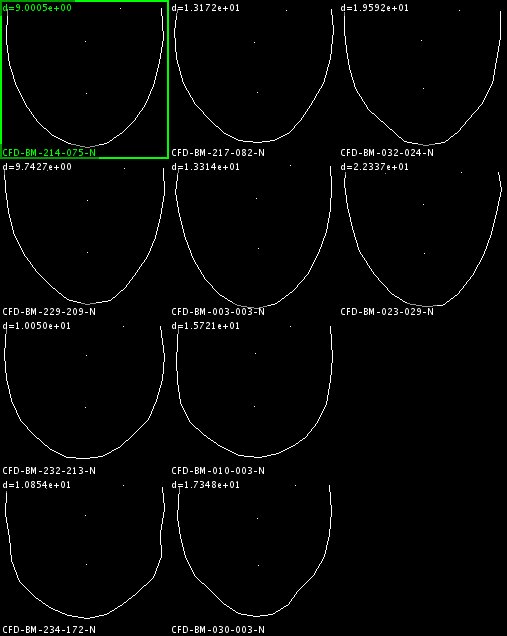 d=9.0005e+00
CFD-BM-214-075-N
d=1.3172e+01
CFD-BM-217-082-N
d=1.9592e+01
CFD-BM-032-024-N
d=9.7427e+00
CFD-BM-229-209-N
d=1.3314e+01
CFD-BM-003-003-N
d=2.2337e+01
CFD-BM-023-029-N
d=1.0050e+01
CFD-BM-232-213-N
d=1.5721e+01
CFD-BM-010-003-N
d=1.0854e+01
CFD-BM-234-172-N
d=1.7348e+01
CFD-BM-030-003-N